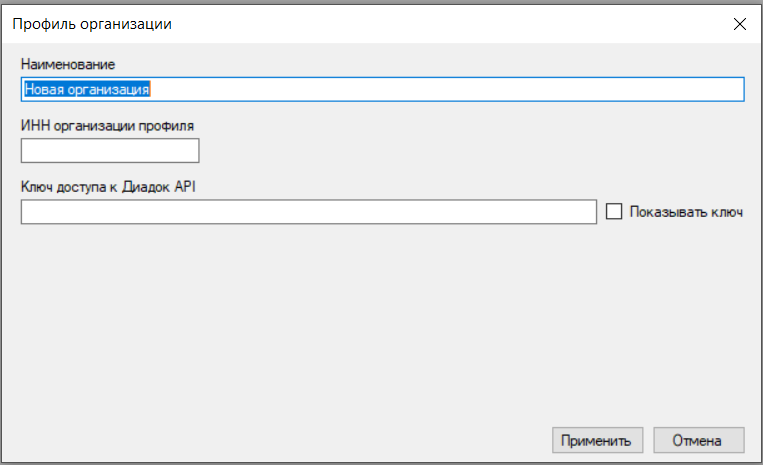 Профиль организации
Наименование
Новая организация
ИНН организации профиля
Ключ доступа к Диадок API
Показывать ключ
Применить
Отмена